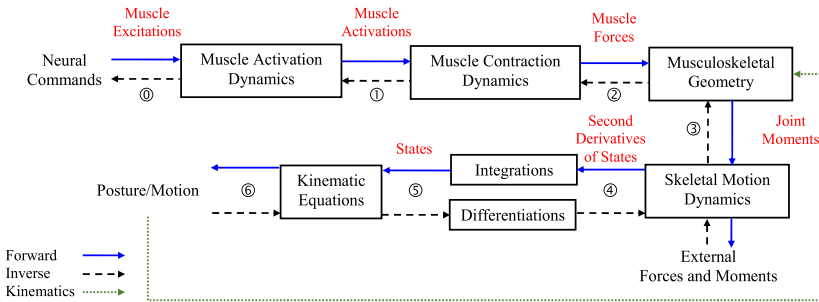 Muscle
Excitations
Muscle
Activations
Muscle
Forces
Neural
Commands
Muscle Activation
Dynamics
Muscle Contraction
Dynamics
Musculoskeletal
Geometry
⓪
①
②
③
Joint
Moments
Second
Derivatives
of States
States
Posture/Motion
Kinematic
Equations
Integrations
Differentiations
Skeletal Motion
Dynamics
⑥
⑤
④
External
Forces and Moments
Forward
Inverse
Kinematics